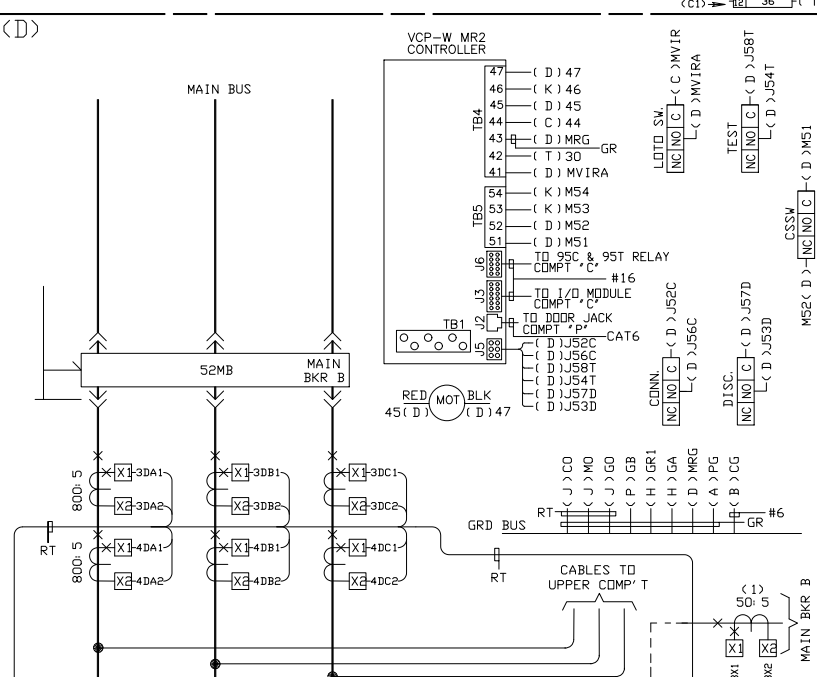 (C1) 12 36
(D)
VCP-W MR2
CONTROLLER
MAIN BUS
TB4
47 ( D ) 47
46 ( K ) 46
45 ( D ) 45
44 ( C ) 44
43 ( D ) MRG
GR
42 ( T ) 30
41 ( D ) MVIRA
TB5
54 ( K ) M54
53 ( K ) M53
52 ( D ) M52
51 ( D ) M51
J6 TO 95C & 95T RELAY
COMPT "C"
#16
J3 TO I/O MODULE
COMPT "C"
J2 TO DOOR JACK
COMPT "P"
CAT6
TB1
J5
( D )J52C
( D )J56C
( D )J58T
( D )J54T
( D )J57D
( D )J53D
RED MOT BLK
45( D ) ( D ) 47
LOTO SW.
NC NO C
( C )MVIR
( D )MVIRA
TEST
NC NO C
( D )J58T
( D )J54T
CSSW
NC NO C
( D )M51
M52( D )
CONN.
NC NO C
( D )J52C
( D )J56C
DISC.
NC NO C
( D )J57D
( D )J53D
52MB
MAIN
BKR B
800:5
X1 3DA1
X2 3DA2
X1 3DB1
X2 3DB2
X1 3DC1
X2 3DC2
RT
800:5
X1 4DA1
X2 4DA2
X1 4DB1
X2 4DB2
X1 4DC1
X2 4DC2
RT
( J ) CO
( J ) MO
( J ) GO
( P ) GB
( H ) GR1
( H ) GA
( D ) MRG
( A ) PG
( B ) CG
RT
#6
GR
GRD BUS
CABLES TO
UPPER COMP'T
(1)
50:5
X1
X2
MAIN BKR B
BX1
BX2